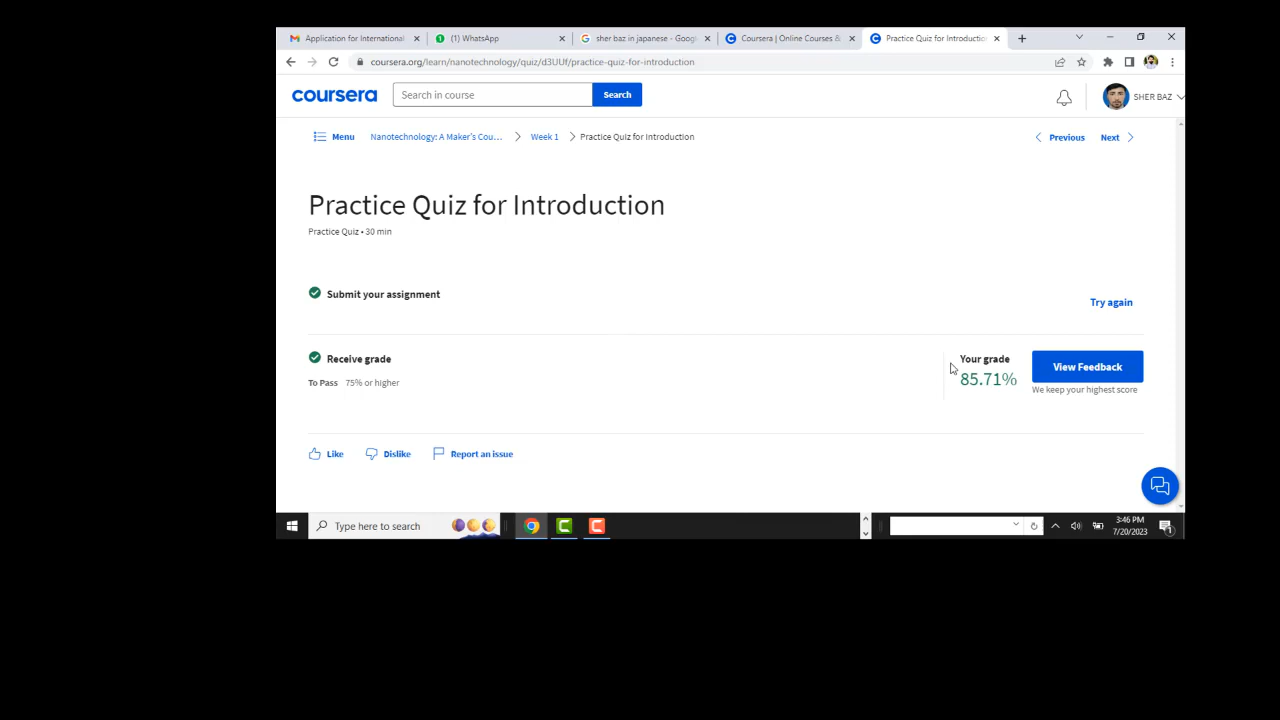 Application for International
(1) WhatsApp
sher baz in japanese - Goog
Coursera | Online Courses &
Practice Quiz for Introduction
coursera.org/learn/nanotechnology/quiz/d3UUf/practice-quiz-for-introduction
coursera
Search in course
Search
SHER BAZ
Menu
Nanotechnology: A Maker's Cou...
Week 1
Practice Quiz for Introduction
Previous
Next
Practice Quiz for Introduction
Practice Quiz • 30 min
Submit your assignment
Try again
Receive grade
To Pass 75% or higher
Your grade
85.71%
View Feedback
We keep your highest score
Like
Dislike
Report an issue
Type here to search
3:46 PM
7/20/2023
1